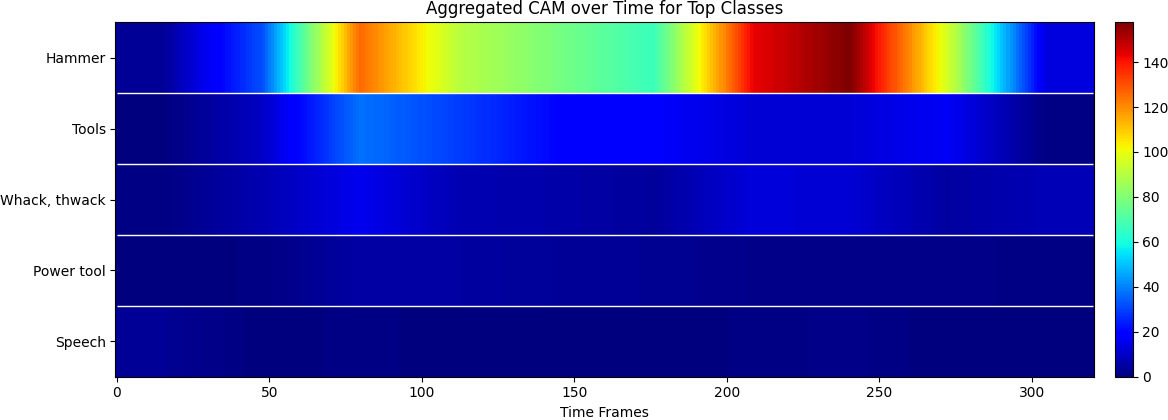 Aggregated CAM over Time for Top Classes
Hammer
Tools
Whack, thwack
Power tool
Speech
0 50 100 150 200 250 300
Time Frames
140
120
100
80
60
40
20
0